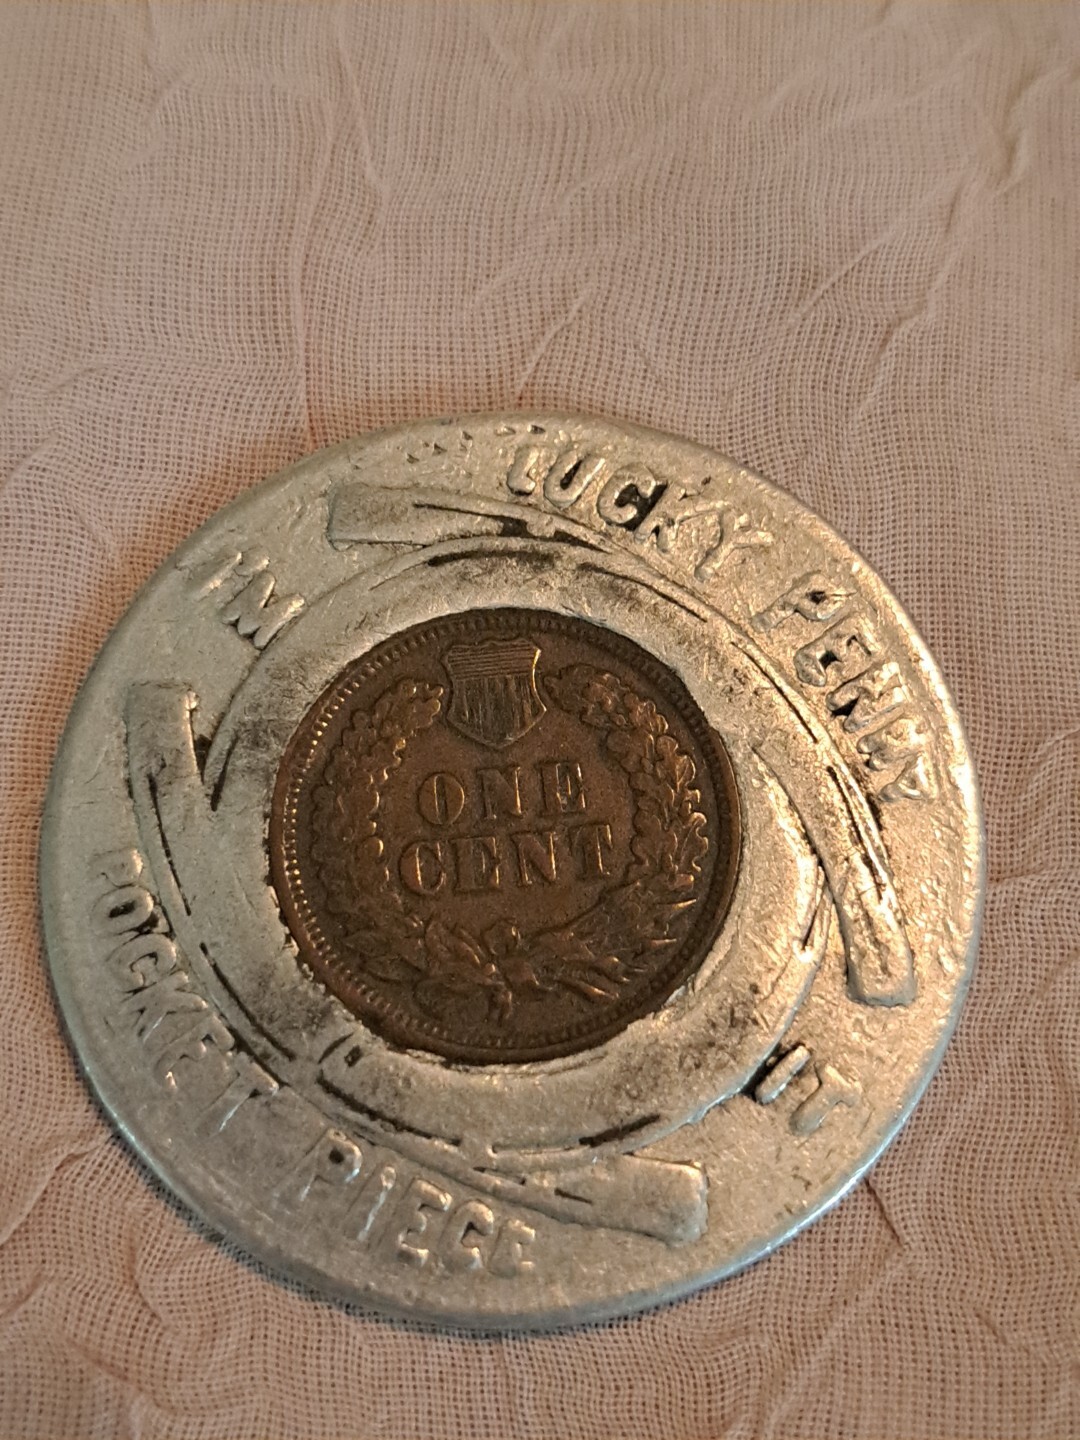 I'M
LUCKY PENNY
POCKET PIECE
IT
ONE
CENT